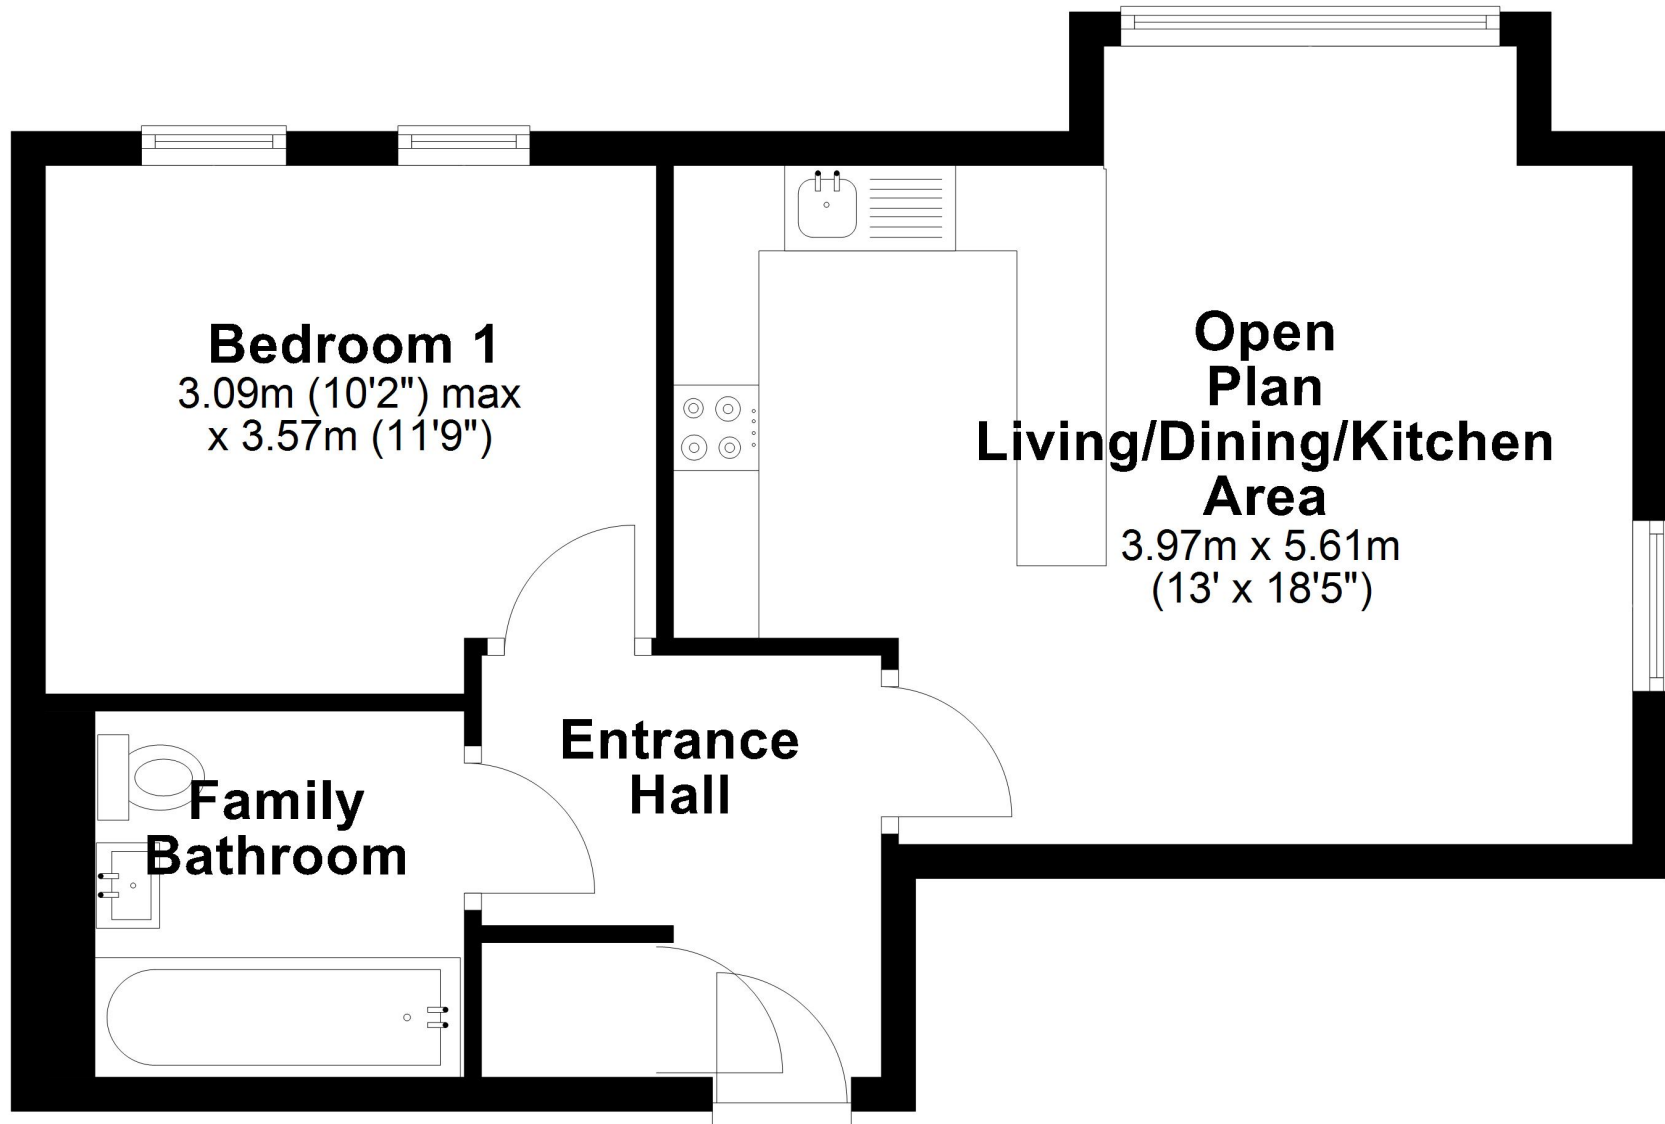 Bedroom 1
3.09m (10'2") max
x 3.57m (11'9")
Open
Plan
Living/Dining/Kitchen
Area
3.97m x 5.61m
(13' x 18'5")
Entrance
Hall
Family
Bathroom